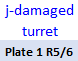 j-damaged
turret
Plate 1 R5/6